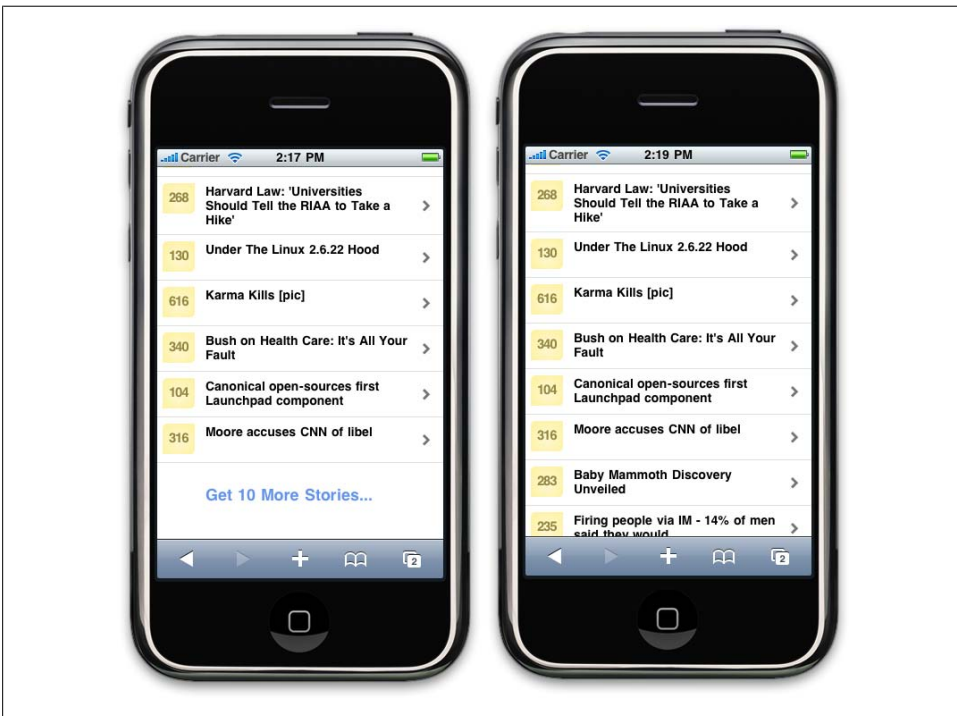 Carrier 2:17 PM
268 Harvard Law: 'Universities
Should Tell the RIAA to Take a
Hike'
130 Under The Linux 2.6.22 Hood
616 Karma Kills [pic]
340 Bush on Health Care: It's All Your
Fault
104 Canonical open-sources first
Launchpad component
316 Moore accuses CNN of libel
Get 10 More Stories...
2
Carrier 2:19 PM
268 Harvard Law: 'Universities
Should Tell the RIAA to Take a
Hike'
130 Under The Linux 2.6.22 Hood
616 Karma Kills [pic]
340 Bush on Health Care: It's All Your
Fault
104 Canonical open-sources first
Launchpad component
316 Moore accuses CNN of libel
283 Baby Mammoth Discovery
Unveiled
235 Firing people via IM - 14% of men
said they would
2